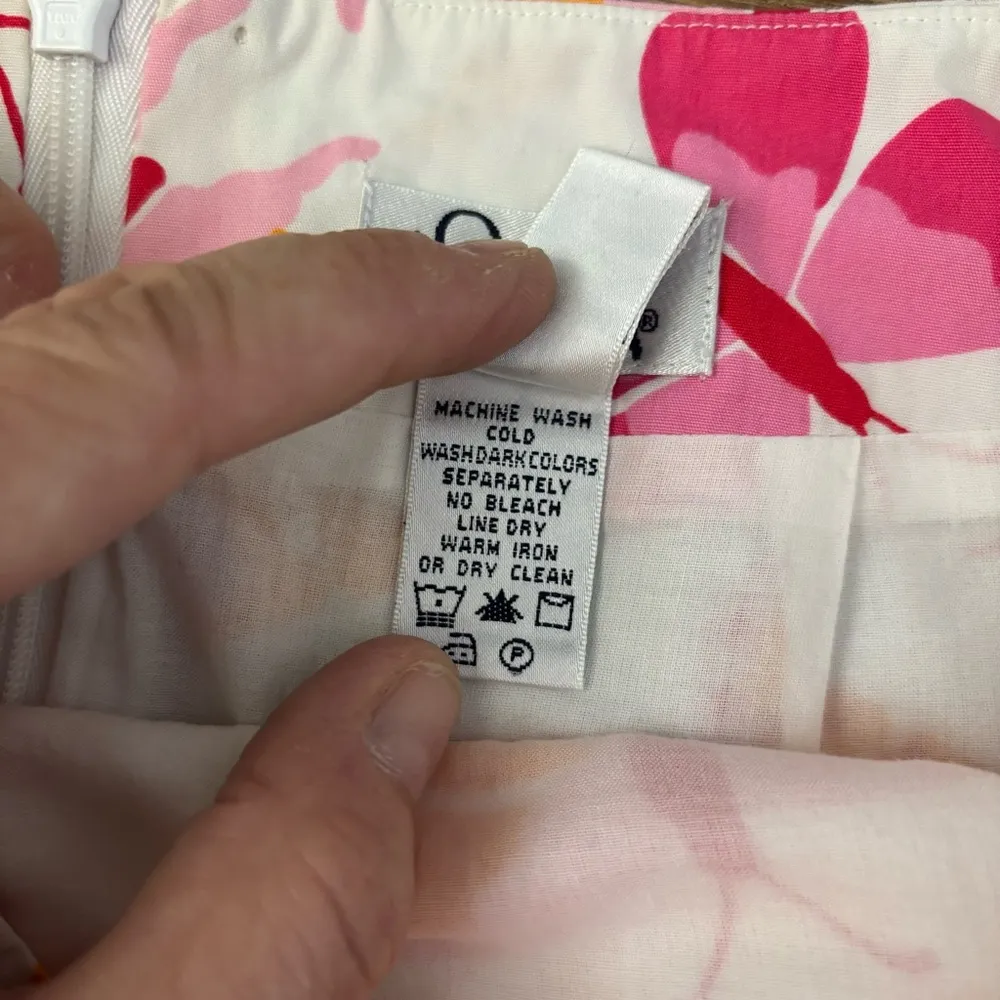 MACHINE WASH
COLD
WASHDARKCOLORS
SEPARATELY
NO BLEACH
LINE DRY
WARM IRON
OR DRY CLEAN
P